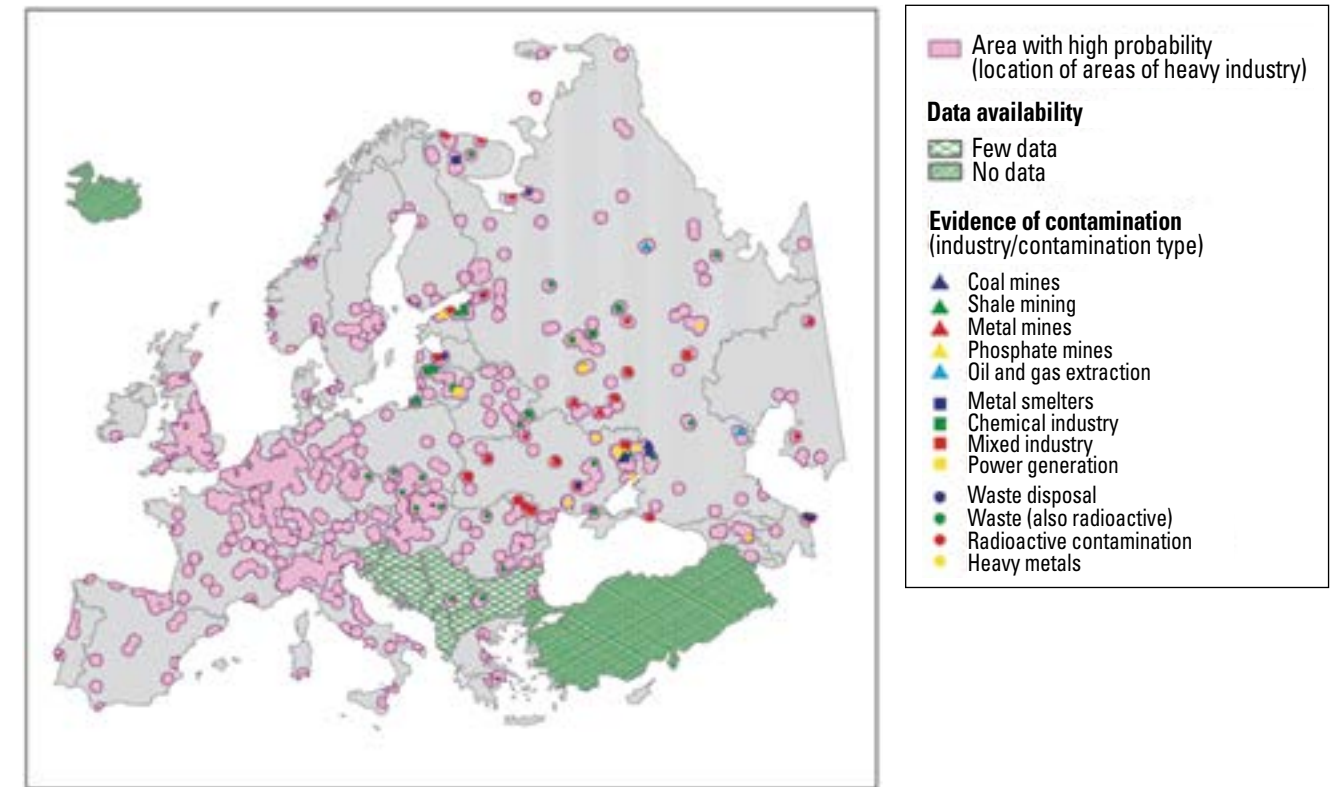 Area with high probability
(location of areas of heavy industry)
Data availability
Few data
No data
Evidence of contamination
(industry/contamination type)
Coal mines
Shale mining
Metal mines
Phosphate mines
Oil and gas extraction
Metal smelters
Chemical industry
Mixed industry
Power generation
Waste disposal
Waste (also radioactive)
Radioactive contamination
Heavy metals